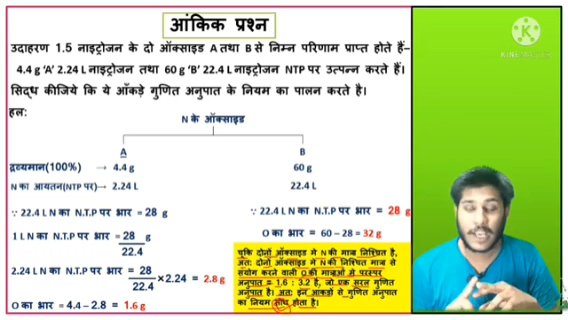 आंकिक प्रश्न
उदाहरण 1.5 नाइट्रोजन के दो ऑक्साइड A तथा B से निम्न परिणाम प्राप्त होते हैं–
4.4 g 'A' 2.24 L नाइट्रोजन तथा 60 g 'B' 22.4 L नाइट्रोजन NTP पर उत्पन्न करते हैं।
सिद्ध कीजिये कि ये आँकड़े गुणित अनुपात के नियम का पालन करते है।
हल:
N के ऑक्साइड
A B
द्रव्यमान(100%) → 4.4 g 60 g
N का आयतन(NTP पर)→ 2.24 L 22.4 L
∵ 22.4 L N का N.T.P पर भार = 28 g
1 L N का N.T.P पर भार = 28/22.4 g
2.24 L N का N.T.P पर भार = 28/22.4 ×2.24 = 2.8 g
O का भार = 4.4 – 2.8 = 1.6 g
∵ 22.4 L N का N.T.P पर भार = 28 g
O का भार = 60 – 28 = 32 g
चूकि दोनों ऑक्साइड में N की मात्रा निश्चित है,
अतः दोनों ऑक्साइड में N की निश्चित मात्रा से
संयोग करने वाली O की मात्राओं में परस्पर
अनुपात = 1.6 : 3.2 है, जो एक सरल गुणित
अनुपात है। अतः इन आंकडों से गुणित अनुपात
का नियम सिद्ध होता है।
KINEMASTER